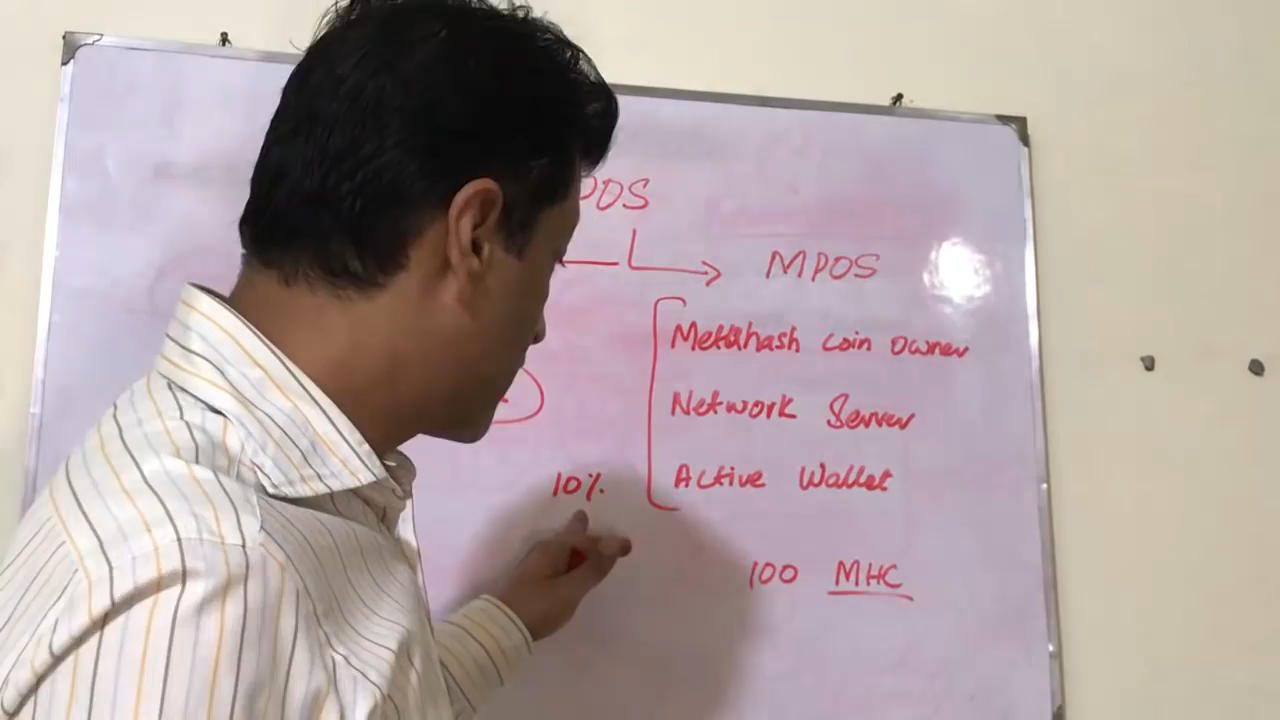 POS
MPOS
Metahash coin owner
Network Server
Active Wallet
10%
100 MHC